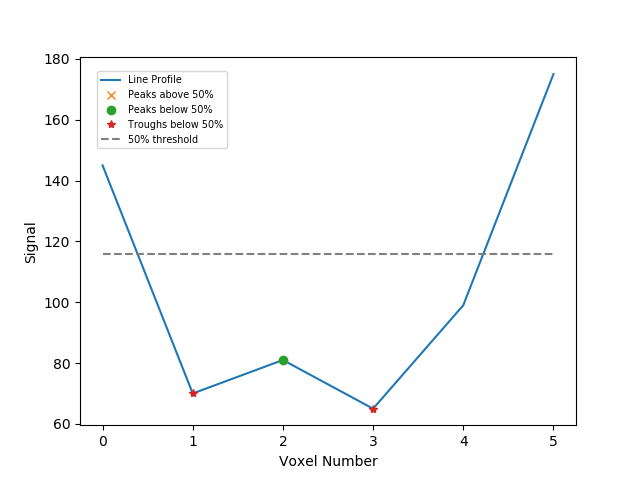 180
160
140
120
100
80
60
Signal
Line Profile
Peaks above 50%
Peaks below 50%
Troughs below 50%
50% threshold
0 1 2 3 4 5
Voxel Number